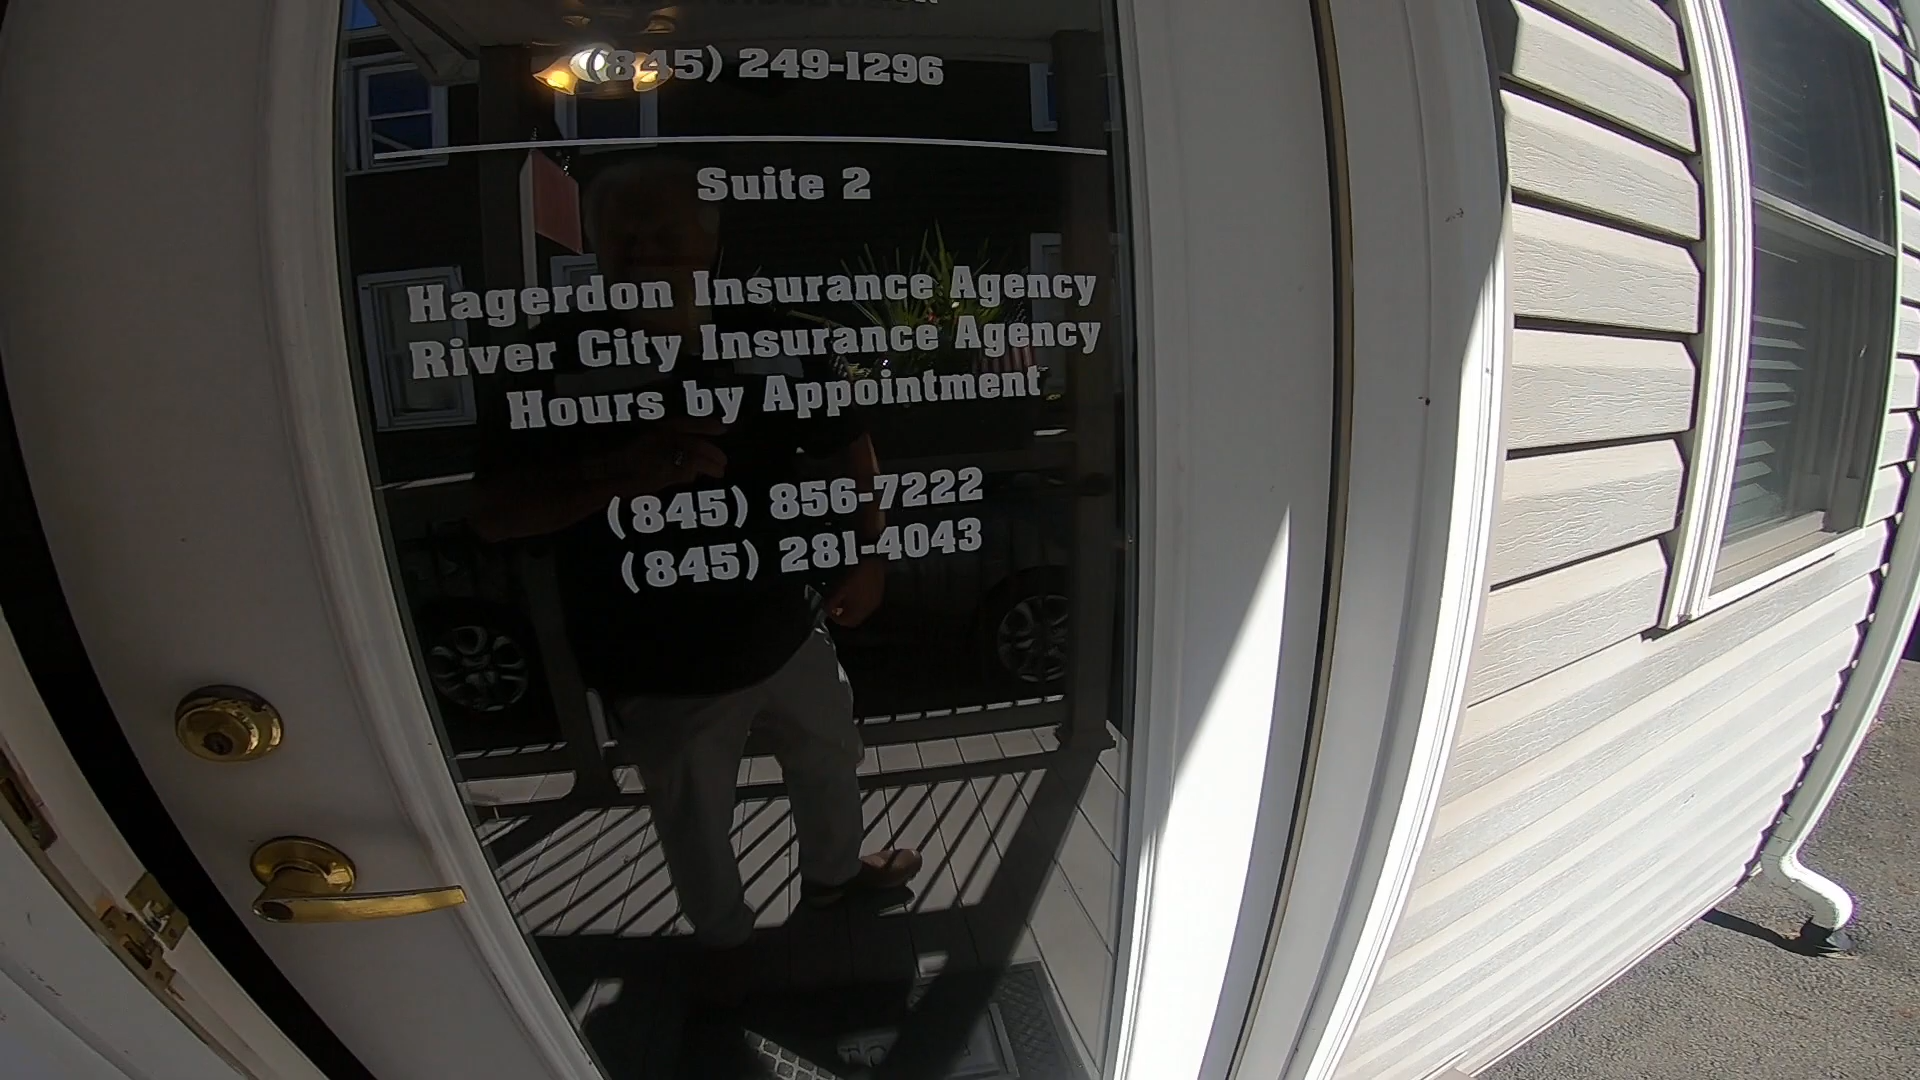 (845) 249-1296
Suite 2
Hagerdon Insurance Agency
River City Insurance Agency
Hours by Appointment
(845) 856-7222
(845) 281-4043